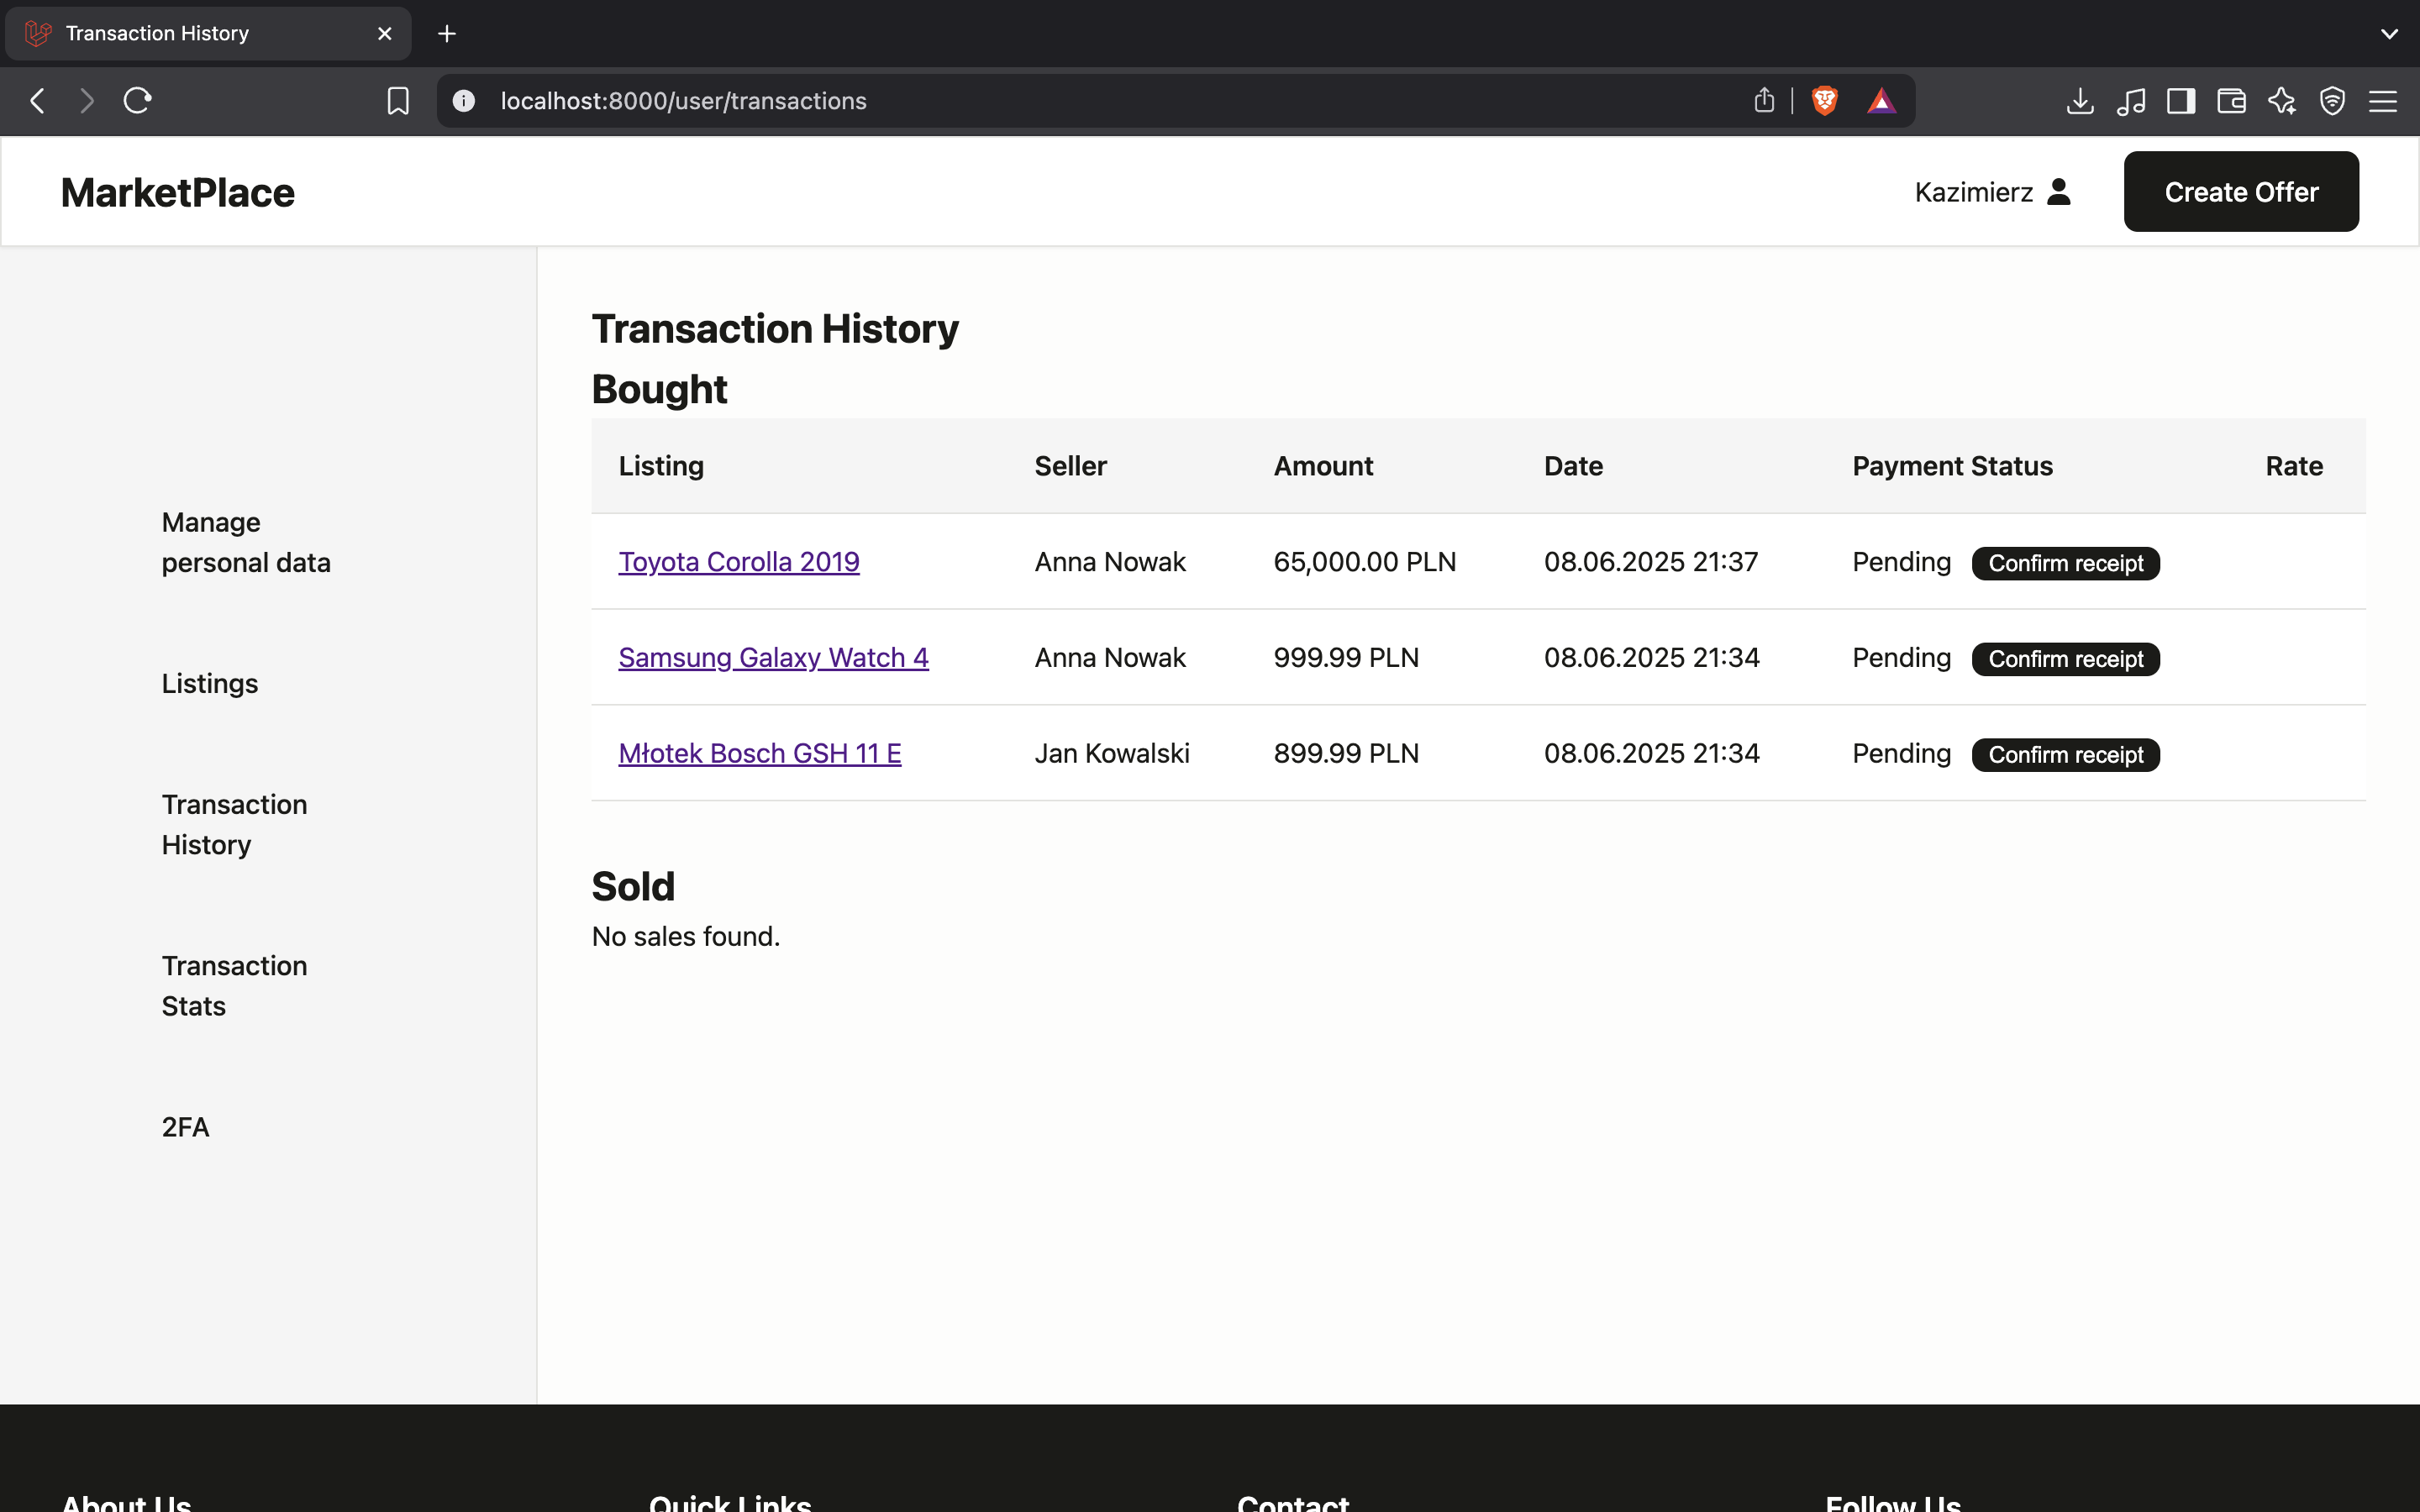 Transaction History
localhost:8000/user/transactions
MarketPlace
Kazimierz
Create Offer
Manage
personal data
Listings
Transaction
History
Transaction
Stats
2FA
Transaction History
Bought
Listing Seller Amount Date Payment Status Rate
Toyota Corolla 2019 Anna Nowak 65,000.00 PLN 08.06.2025 21:37 Pending Confirm receipt
Samsung Galaxy Watch 4 Anna Nowak 999.99 PLN 08.06.2025 21:34 Pending Confirm receipt
Młotek Bosch GSH 11 E Jan Kowalski 899.99 PLN 08.06.2025 21:34 Pending Confirm receipt
Sold
No sales found.
About Us Quick Links Contact Follow Us